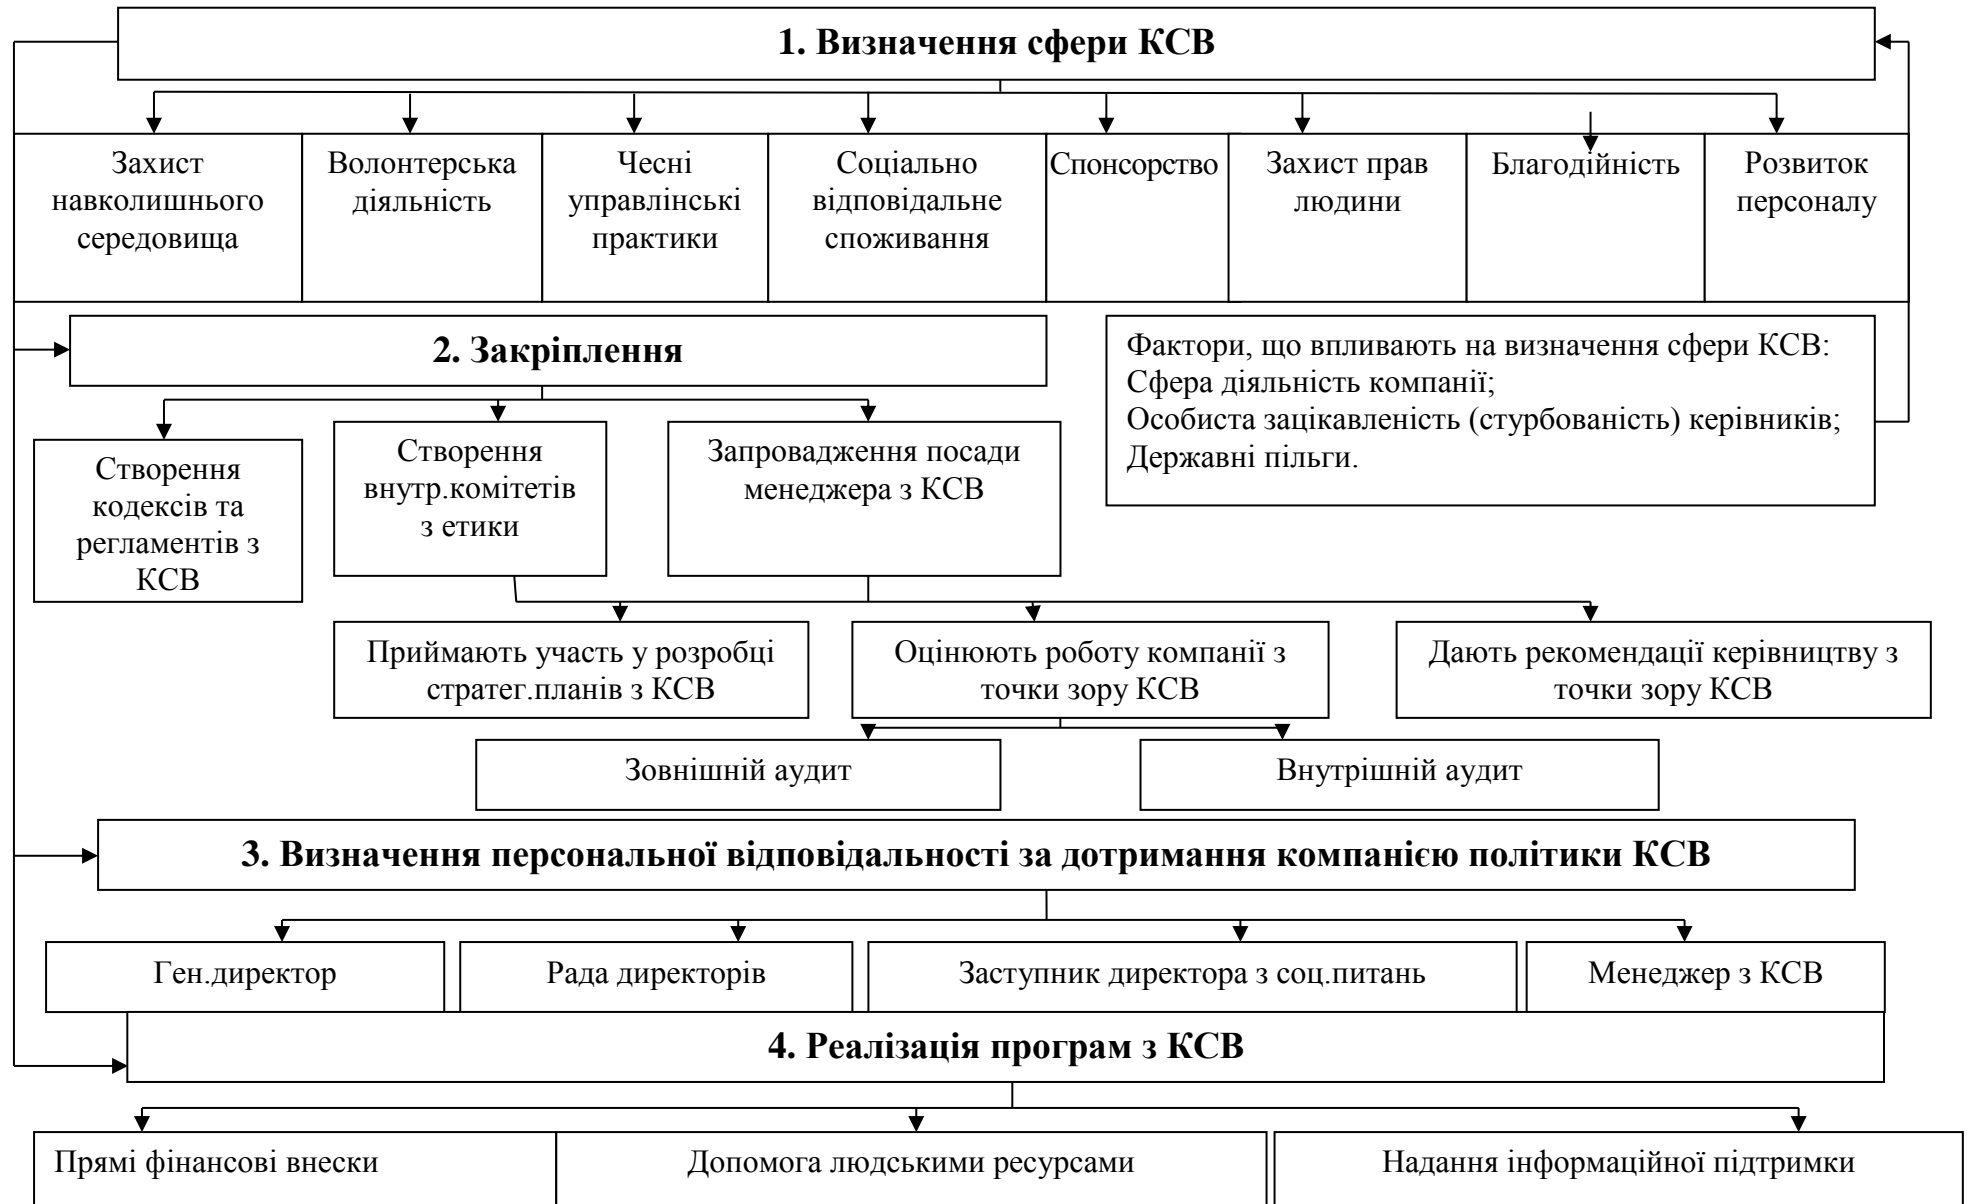 1. Визначення сфери КСВ
Захист
навколишнього
середовища
Волонтерська
діяльність
Чесні
управлінські
практики
Соціально
відповідальне
споживання
Спонсорство
Захист прав
людини
Благодійність
Розвиток
персоналу
2. Закріплення
Фактори, що впливають на визначення сфери КСВ:
Сфера діяльність компанії;
Особиста зацікавленість (стурбованість) керівників;
Державні пільги.
Створення
кодексів та
регламентів з
КСВ
Створення
внутр.комітетів
з етики
Запровадження посади
менеджера з КСВ
Приймають участь у розробці
стратег.планів з КСВ
Оцінюють роботу компанії з
точки зору КСВ
Дають рекомендації керівництву з
точки зору КСВ
Зовнішній аудит
Внутрішній аудит
3. Визначення персональної відповідальності за дотримання компанією політики КСВ
Ген.директор
Рада директорів
Заступник директора з соц.питань
Менеджер з КСВ
4. Реалізація програм з КСВ
Прямі фінансові внески
Допомога людськими ресурсами
Надання інформаційної підтримки